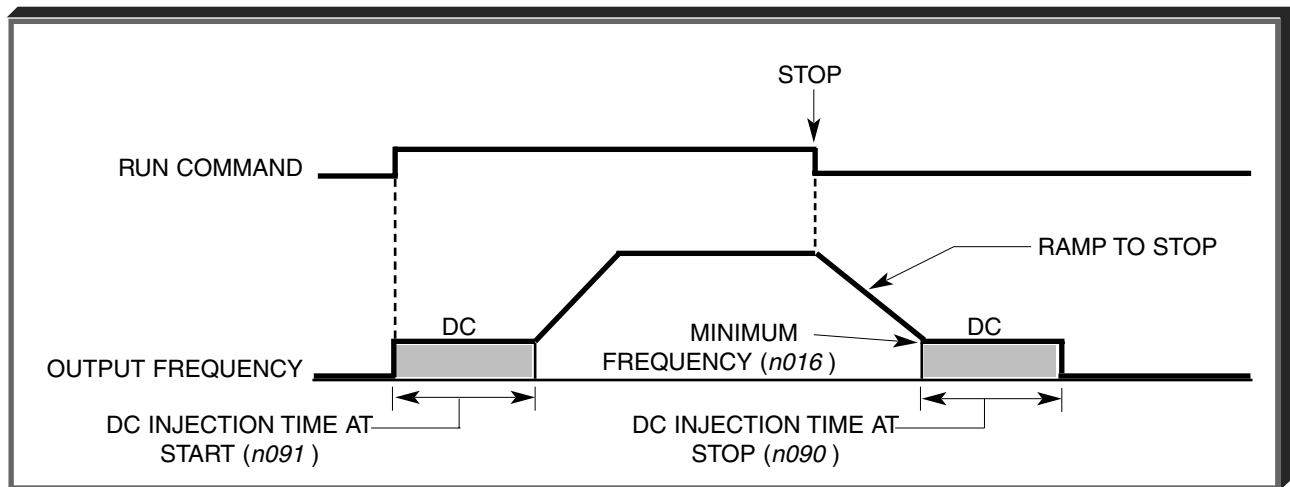 STOP
RUN COMMAND
RAMP TO STOP
DC
MINIMUM
FREQUENCY (n016 )
DC
OUTPUT FREQUENCY
DC INJECTION TIME AT
START (n091 )
DC INJECTION TIME AT
STOP (n090 )